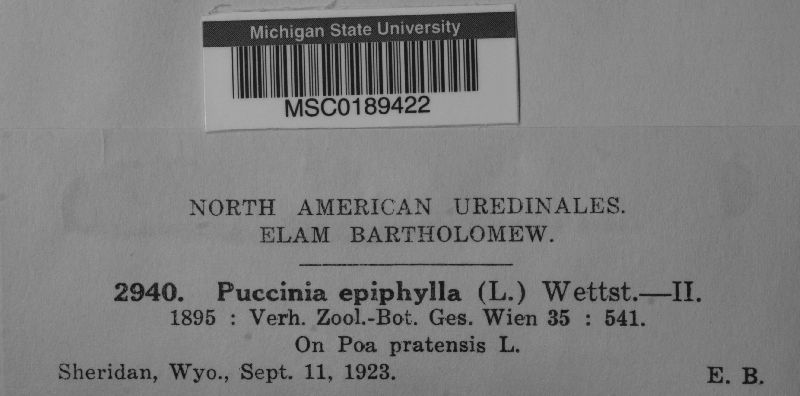 Michigan State University
MSC0189422
NORTH AMERICAN UREDINALES.
ELAM BARTHOLOMEW.
2940. Puccinia epiphylla (L.) Wettst.—II.
1895 : Verh. Zool.-Bot. Ges. Wien 35 : 541.
On Poa pratensis L.
Sheridan, Wyo., Sept. 11, 1923. E. B.